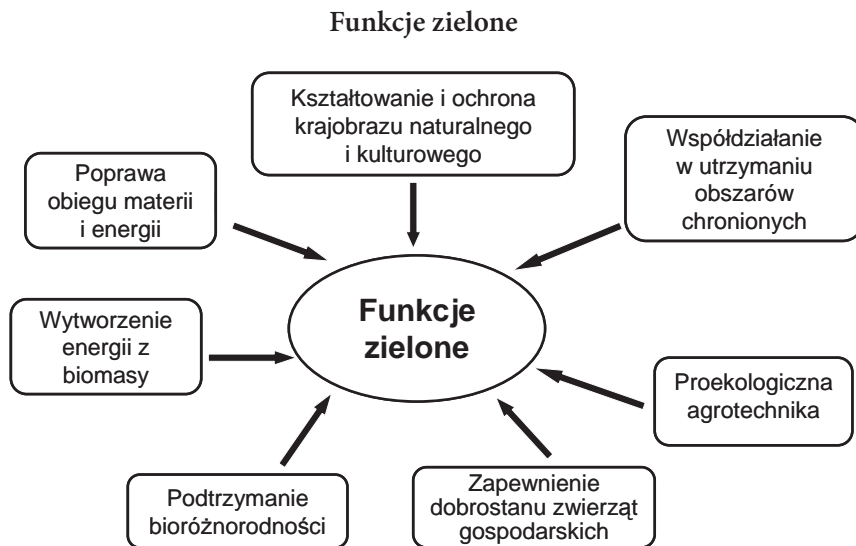 Funkcje zielone
Kształtowanie i ochrona
krajobrazu naturalnego
i kulturowego
Współdziałanie
w utrzymaniu
obszarów
chronionych
Poprawa
obiegu materii
i energii
Funkcje
zielone
Wytworzenie
energii z
biomasy
Proekologiczna
agrotechnika
Podtrzymanie
bioróżnorodności
Zapewnienie
dobrostanu zwierząt
gospodarskich